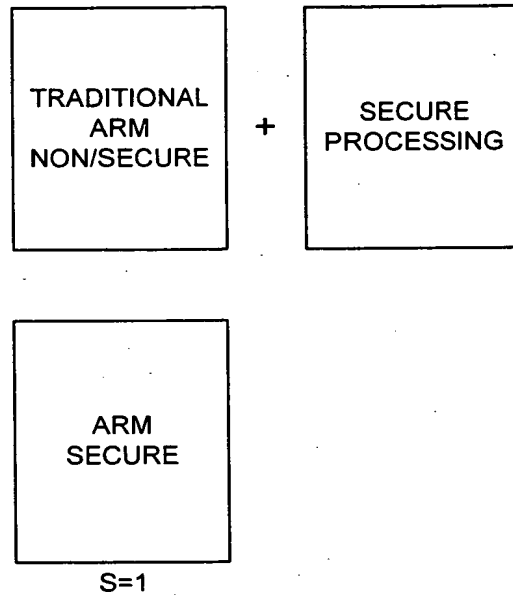 TRADITIONAL
ARM
NON/SECURE
+
SECURE
PROCESSING
ARM
SECURE
S=1